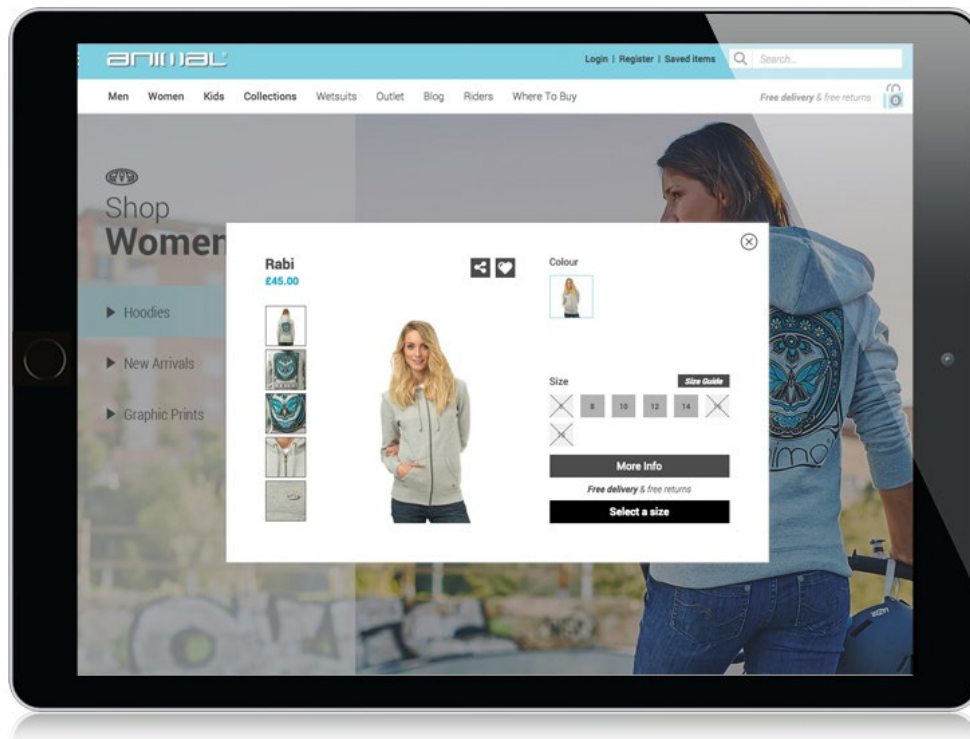 animal
Login | Register | Saved items
Search...
Men Women Kids Collections Wetsuits Outlet Blog Riders Where To Buy
Free delivery & free returns
0
Shop
Women
Hoodies
New Arrivals
Graphic Prints
Rabi
£45.00
Colour
Size
Size Guide
8 10 12 14
More Info
Free delivery & free returns
Select a size
LAZER